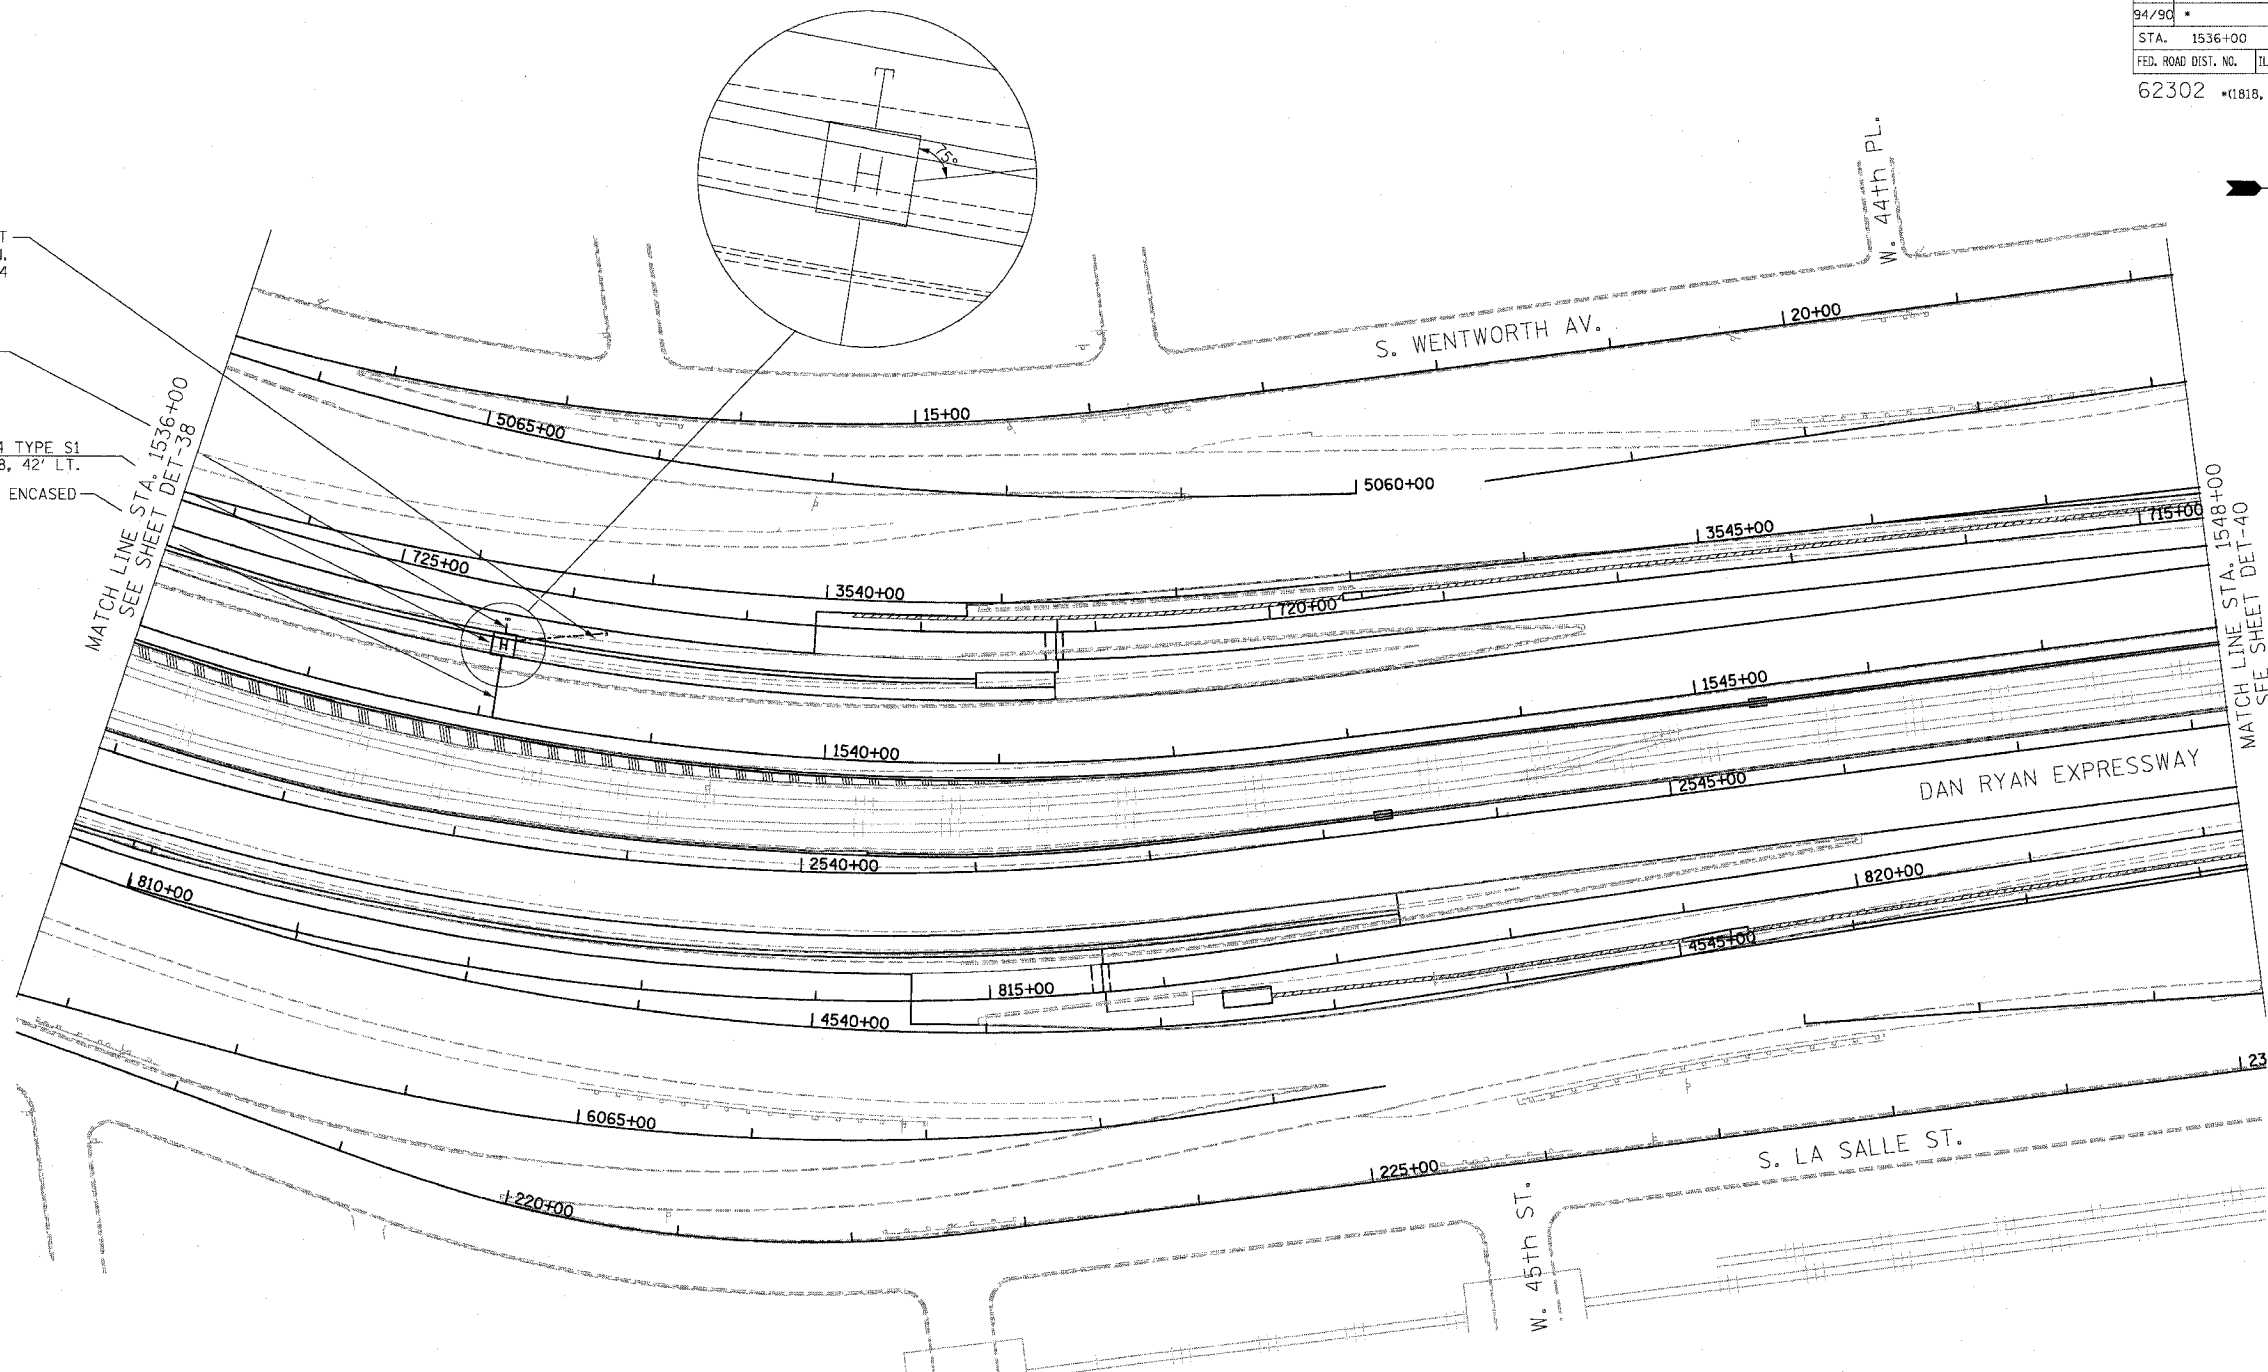 94/90 *
STA. 1536+00
FED. ROAD DIST. NO. IL
62302 *(1818,
T
H
75°
W. 44th PL.
T
4
S. WENTWORTH AV.
20+00
15+00
5065+00
5060+00
4 TYPE S1
8, 42' LT.
ENCASED
MATCH LINE STA. 1536+00
SEE SHEET DET-38
725+00
3540+00
3545+00
715+00
720+00
T
H
1540+00
1545+00
MATCH LINE STA. 1548+00
SEE SHEET DET-40
DAN RYAN EXPRESSWAY
2545+00
2540+00
810+00
820+00
4545+00
815+00
4540+00
23
6065+00
S. LA SALLE ST.
225+00
220+00
W. 45th ST.